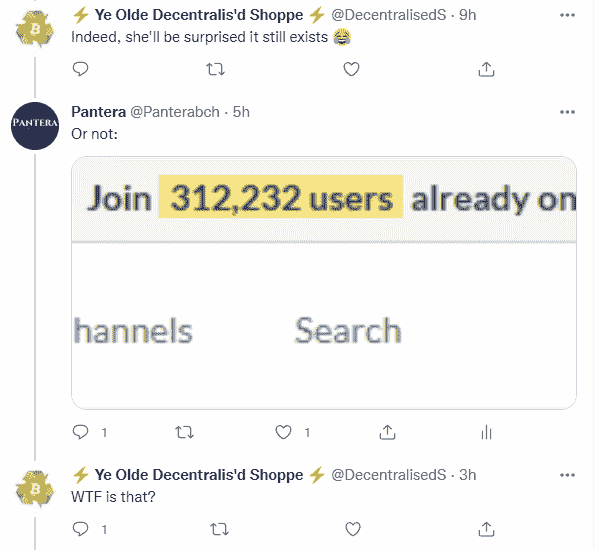 ⚡ Ye Olde Decentralis'd Shoppe ⚡ @DecentralisedS · 9h
Indeed, she'll be surprised it still exists 😂
PANTERA
Pantera @Panterabch · 5h
Or not:
Join 312,232 users already on
hannels Search
1 1
⚡ Ye Olde Decentralis'd Shoppe ⚡ @DecentralisedS · 3h
WTF is that?
1